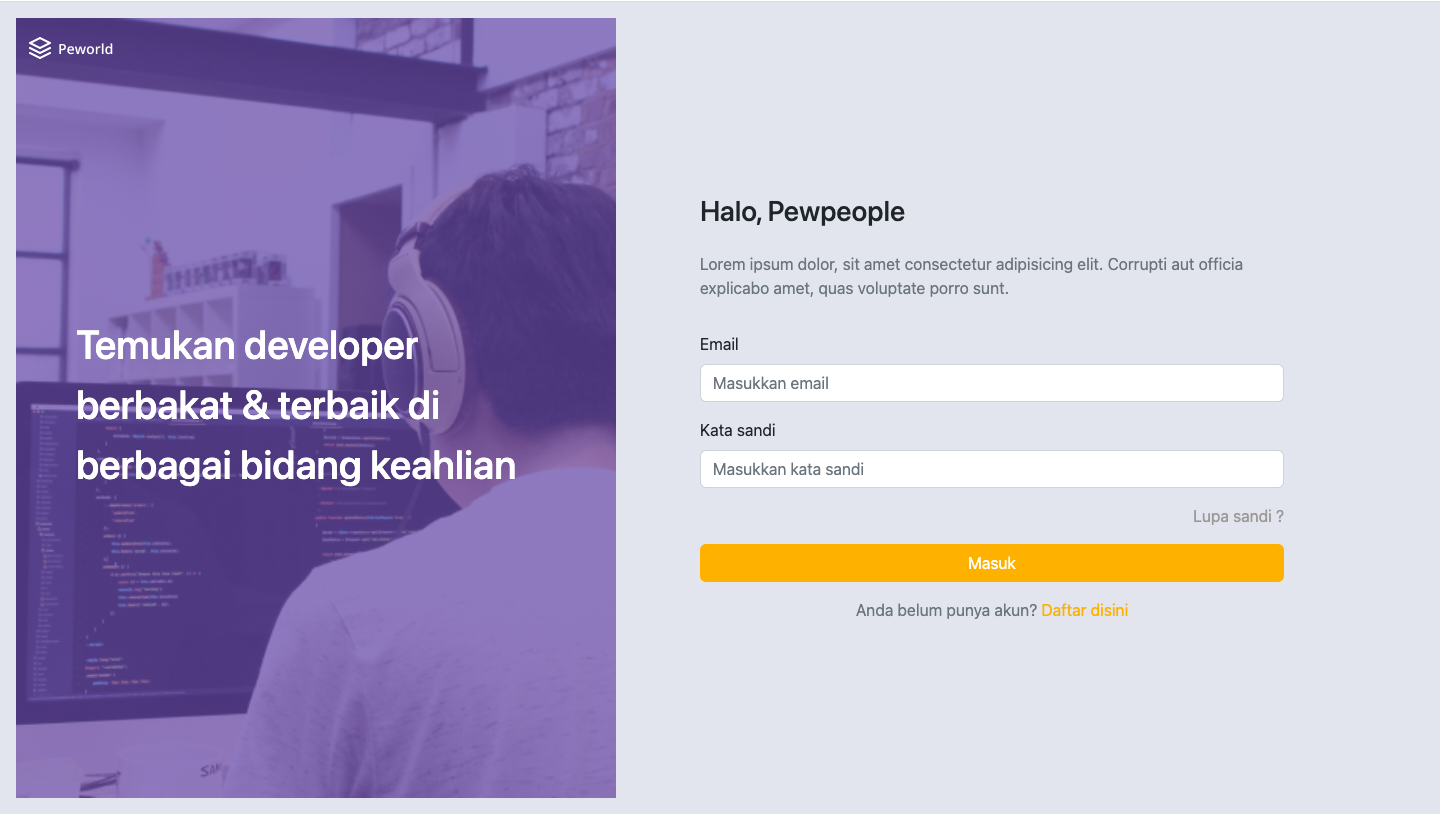 Peworld
Temukan developer
berbakat & terbaik di
berbagai bidang keahlian
Halo, Pewpeople
Lorem ipsum dolor, sit amet consectetur adipisicing elit. Corrupti aut officia
explicabo amet, quas voluptate porro sunt.
Email
Masukkan email
Kata sandi
Masukkan kata sandi
Lupa sandi ?
Masuk
Anda belum punya akun? Daftar disini